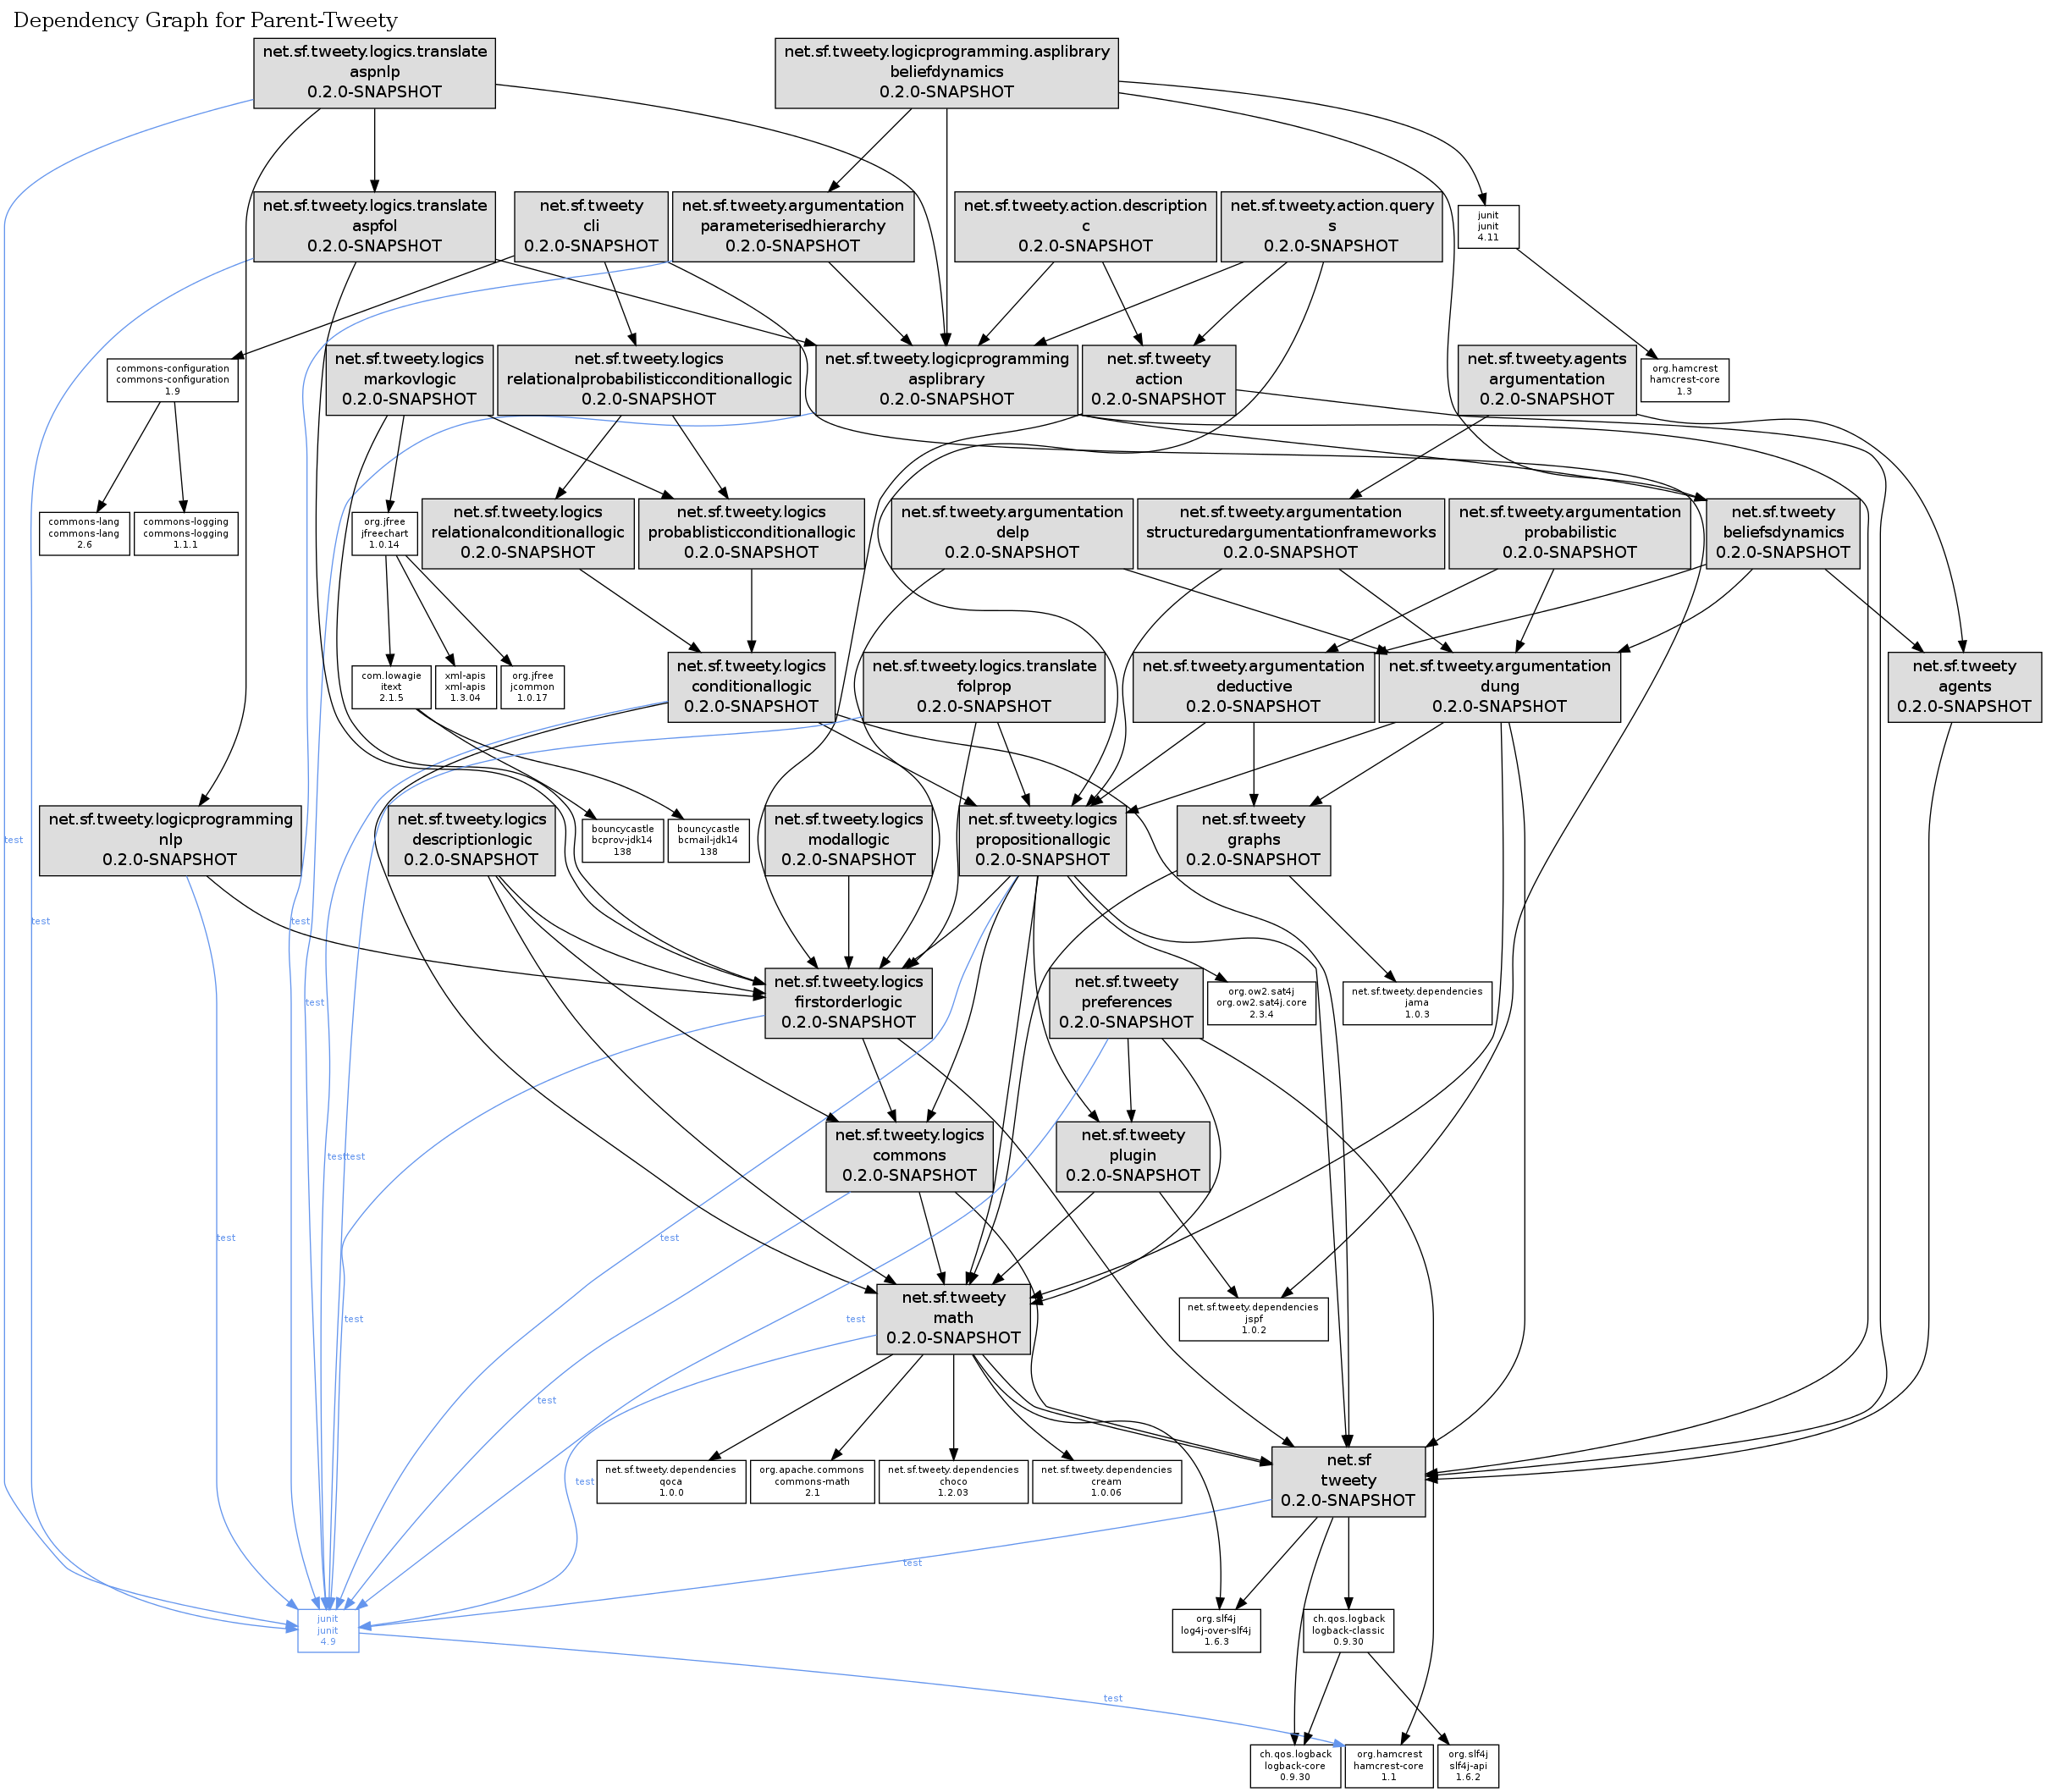 Dependency Graph for Parent-Tweety
net.sf.tweety.logics.translate
aspnlp
0.2.0-SNAPSHOT
net.sf.tweety.logicprogramming.asplibrary
beliefdynamics
0.2.0-SNAPSHOT
net.sf.tweety.logics.translate
aspfol
0.2.0-SNAPSHOT
net.sf.tweety
cli
0.2.0-SNAPSHOT
net.sf.tweety.argumentation
parameterisedhierarchy
0.2.0-SNAPSHOT
net.sf.tweety.action.description
c
0.2.0-SNAPSHOT
net.sf.tweety.action.query
s
0.2.0-SNAPSHOT
junit
junit
4.11
commons-configuration
commons-configuration
1.9
net.sf.tweety.logics
markovlogic
0.2.0-SNAPSHOT
net.sf.tweety.logics
relationalprobabilisticconditionallogic
0.2.0-SNAPSHOT
net.sf.tweety.logicprogramming
asplibrary
0.2.0-SNAPSHOT
net.sf.tweety
action
0.2.0-SNAPSHOT
net.sf.tweety.agents
argumentation
0.2.0-SNAPSHOT
org.hamcrest
hamcrest-core
1.3
commons-lang
commons-lang
2.6
commons-logging
commons-logging
1.1.1
org.jfree
jfreechart
1.0.14
net.sf.tweety.logics
relationalconditionallogic
0.2.0-SNAPSHOT
net.sf.tweety.logics
probablisticconditionallogic
0.2.0-SNAPSHOT
net.sf.tweety.argumentation
delp
0.2.0-SNAPSHOT
net.sf.tweety.argumentation
structuredargumentationframeworks
0.2.0-SNAPSHOT
net.sf.tweety.argumentation
probabilistic
0.2.0-SNAPSHOT
net.sf.tweety
beliefsdynamics
0.2.0-SNAPSHOT
com.lowagie
itext
2.1.5
xml-apis
xml-apis
1.3.04
org.jfree
jcommon
1.0.17
net.sf.tweety.logics
conditionallogic
0.2.0-SNAPSHOT
net.sf.tweety.logics.translate
folprop
0.2.0-SNAPSHOT
net.sf.tweety.argumentation
deductive
0.2.0-SNAPSHOT
net.sf.tweety.argumentation
dung
0.2.0-SNAPSHOT
net.sf.tweety
agents
0.2.0-SNAPSHOT
test
net.sf.tweety.logicprogramming
nlp
0.2.0-SNAPSHOT
net.sf.tweety.logics
descriptionlogic
0.2.0-SNAPSHOT
bouncycastle
bcprov-jdk14
138
bouncycastle
bcmail-jdk14
138
net.sf.tweety.logics
modallogic
0.2.0-SNAPSHOT
net.sf.tweety.logics
propositionallogic
0.2.0-SNAPSHOT
net.sf.tweety
graphs
0.2.0-SNAPSHOT
test
test
test
net.sf.tweety.logics
firstorderlogic
0.2.0-SNAPSHOT
net.sf.tweety
preferences
0.2.0-SNAPSHOT
org.ow2.sat4j
org.ow2.sat4j.core
2.3.4
net.sf.tweety.dependencies
jama
1.0.3
test
test
net.sf.tweety.logics
commons
0.2.0-SNAPSHOT
net.sf.tweety
plugin
0.2.0-SNAPSHOT
test
test
test
test
net.sf.tweety
math
0.2.0-SNAPSHOT
net.sf.tweety.dependencies
jspf
1.0.2
test
test
net.sf.tweety.dependencies
qoca
1.0.0
org.apache.commons
commons-math
2.1
net.sf.tweety.dependencies
choco
1.2.03
net.sf.tweety.dependencies
cream
1.0.06
net.sf
tweety
0.2.0-SNAPSHOT
test
junit
junit
4.9
org.slf4j
log4j-over-slf4j
1.6.3
ch.qos.logback
logback-classic
0.9.30
test
ch.qos.logback
logback-core
0.9.30
org.hamcrest
hamcrest-core
1.1
org.slf4j
slf4j-api
1.6.2